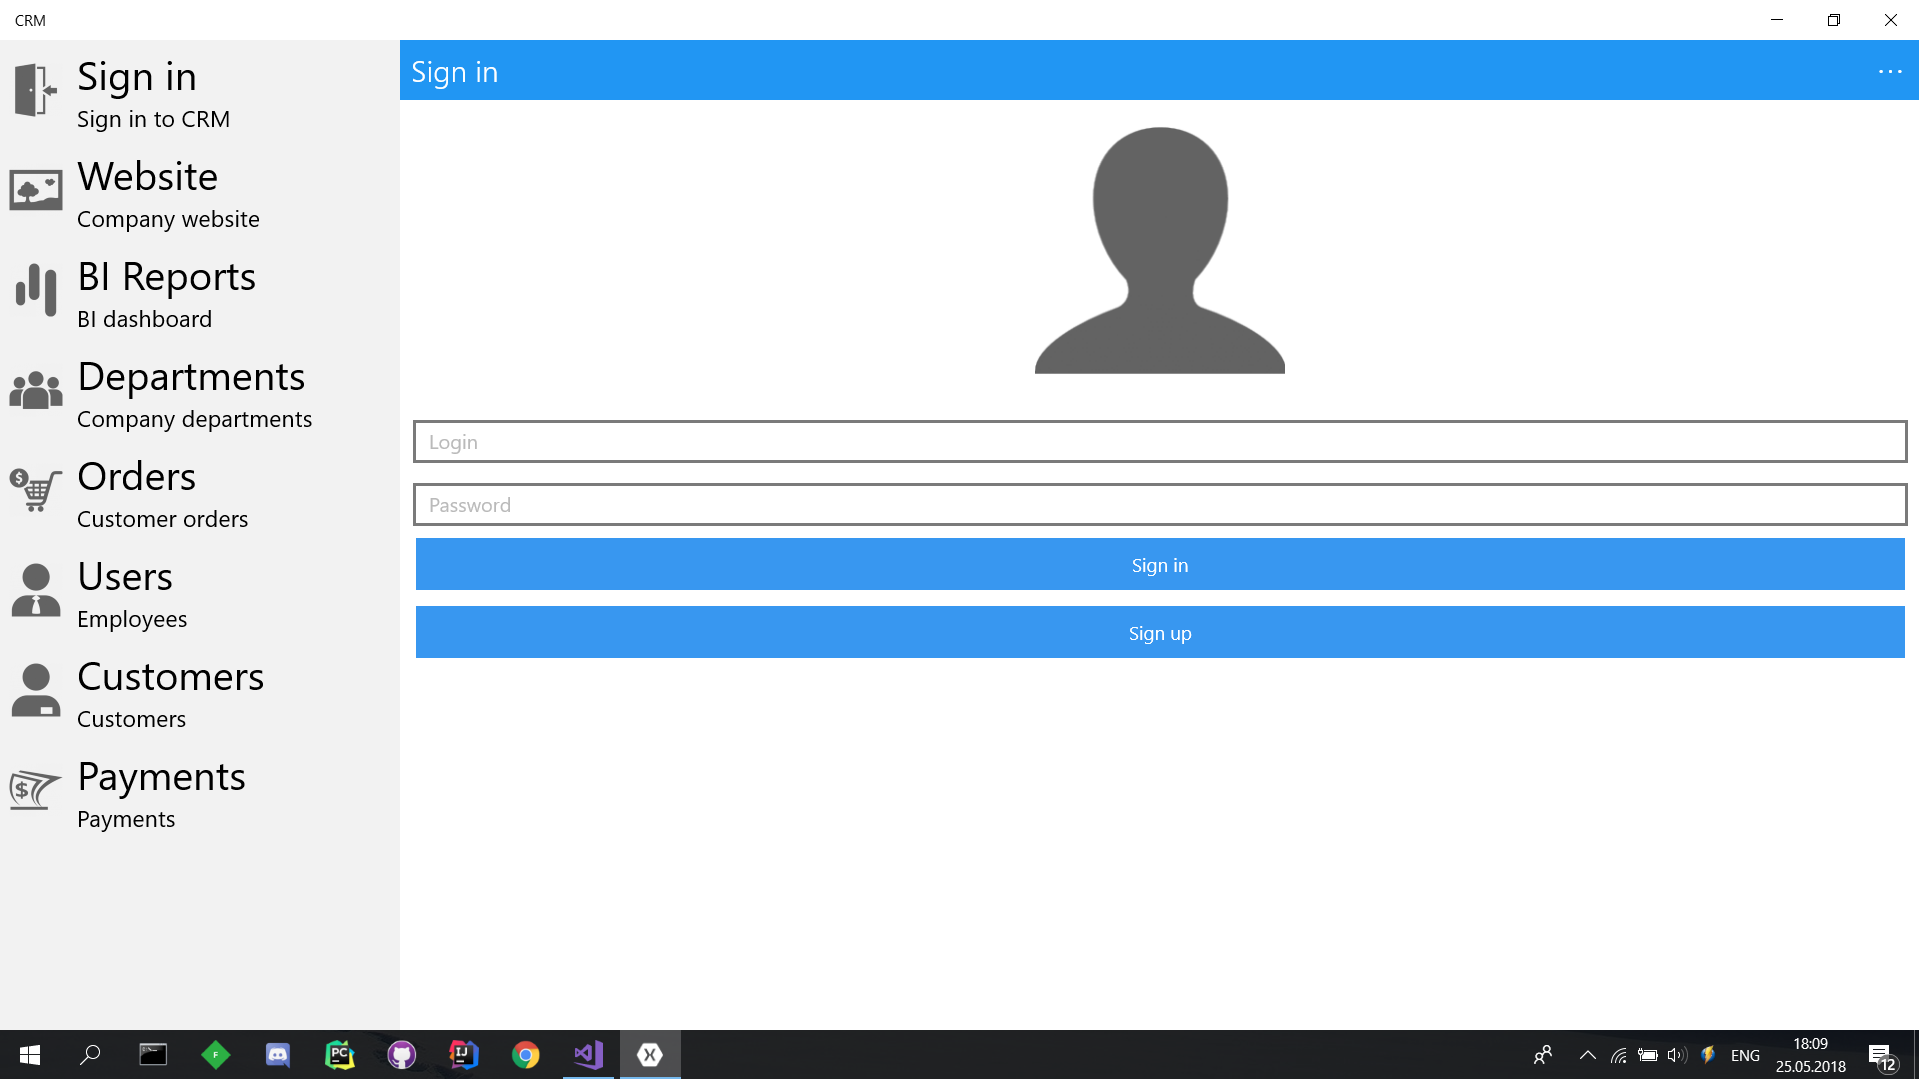 CRM
Sign in
Sign in to CRM
Website
Company website
BI Reports
BI dashboard
Departments
Company departments
Orders
Customer orders
Users
Employees
Customers
Customers
Payments
Payments
Sign in
...
Login
Password
Sign in
Sign up
F
PC
IJ
ENG
18:09
25.05.2018
12